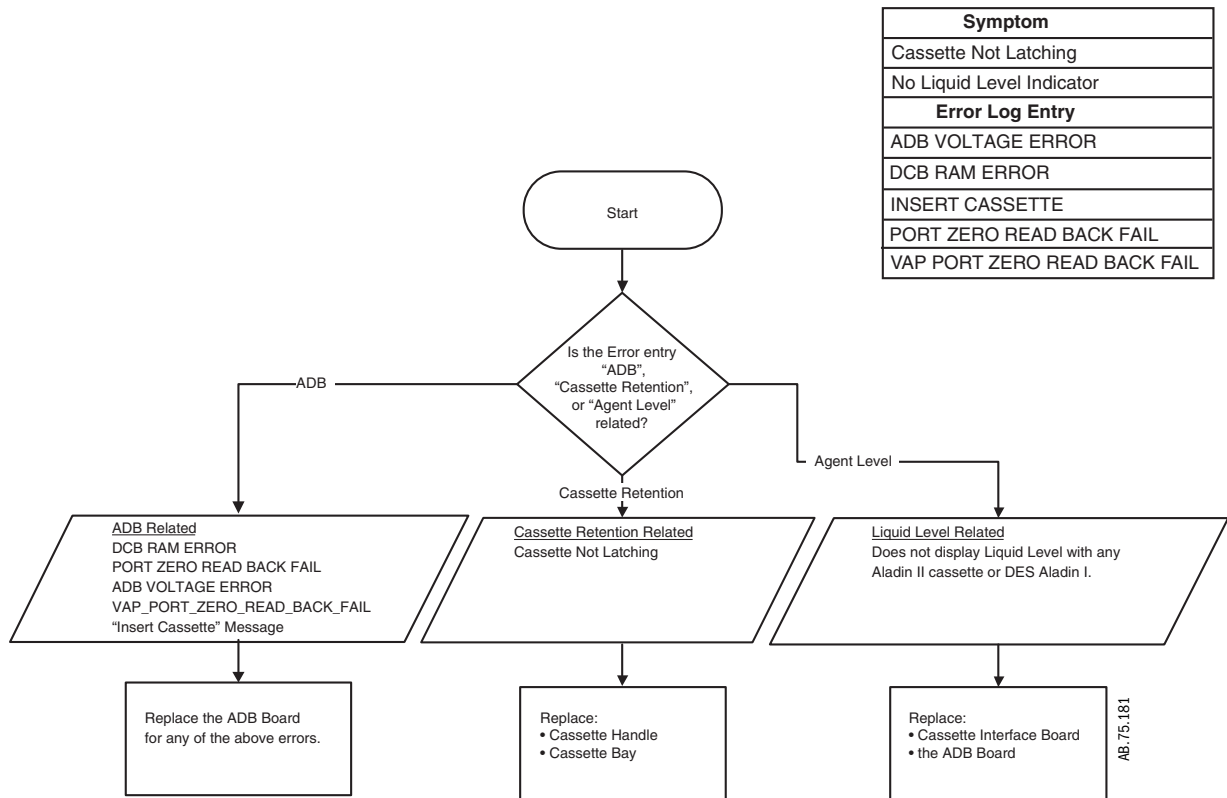 Symptom
Cassette Not Latching
No Liquid Level Indicator
Error Log Entry
ADB VOLTAGE ERROR
DCB RAM ERROR
INSERT CASSETTE
PORT ZERO READ BACK FAIL
VAP PORT ZERO READ BACK FAIL
Start
Is the Error entry
“ADB”,
“Cassette Retention”,
or “Agent Level”
related?
ADB
Agent Level
Cassette Retention
ADB Related
DCB RAM ERROR
PORT ZERO READ BACK FAIL
ADB VOLTAGE ERROR
VAP_PORT_ZERO_READ_BACK_FAIL
“Insert Cassette” Message
Cassette Retention Related
Cassette Not Latching
Liquid Level Related
Does not display Liquid Level with any
Aladin II cassette or DES Aladin I.
Replace the ADB Board
for any of the above errors.
Replace:
• Cassette Handle
• Cassette Bay
Replace:
• Cassette Interface Board
• the ADB Board
AB.75.181